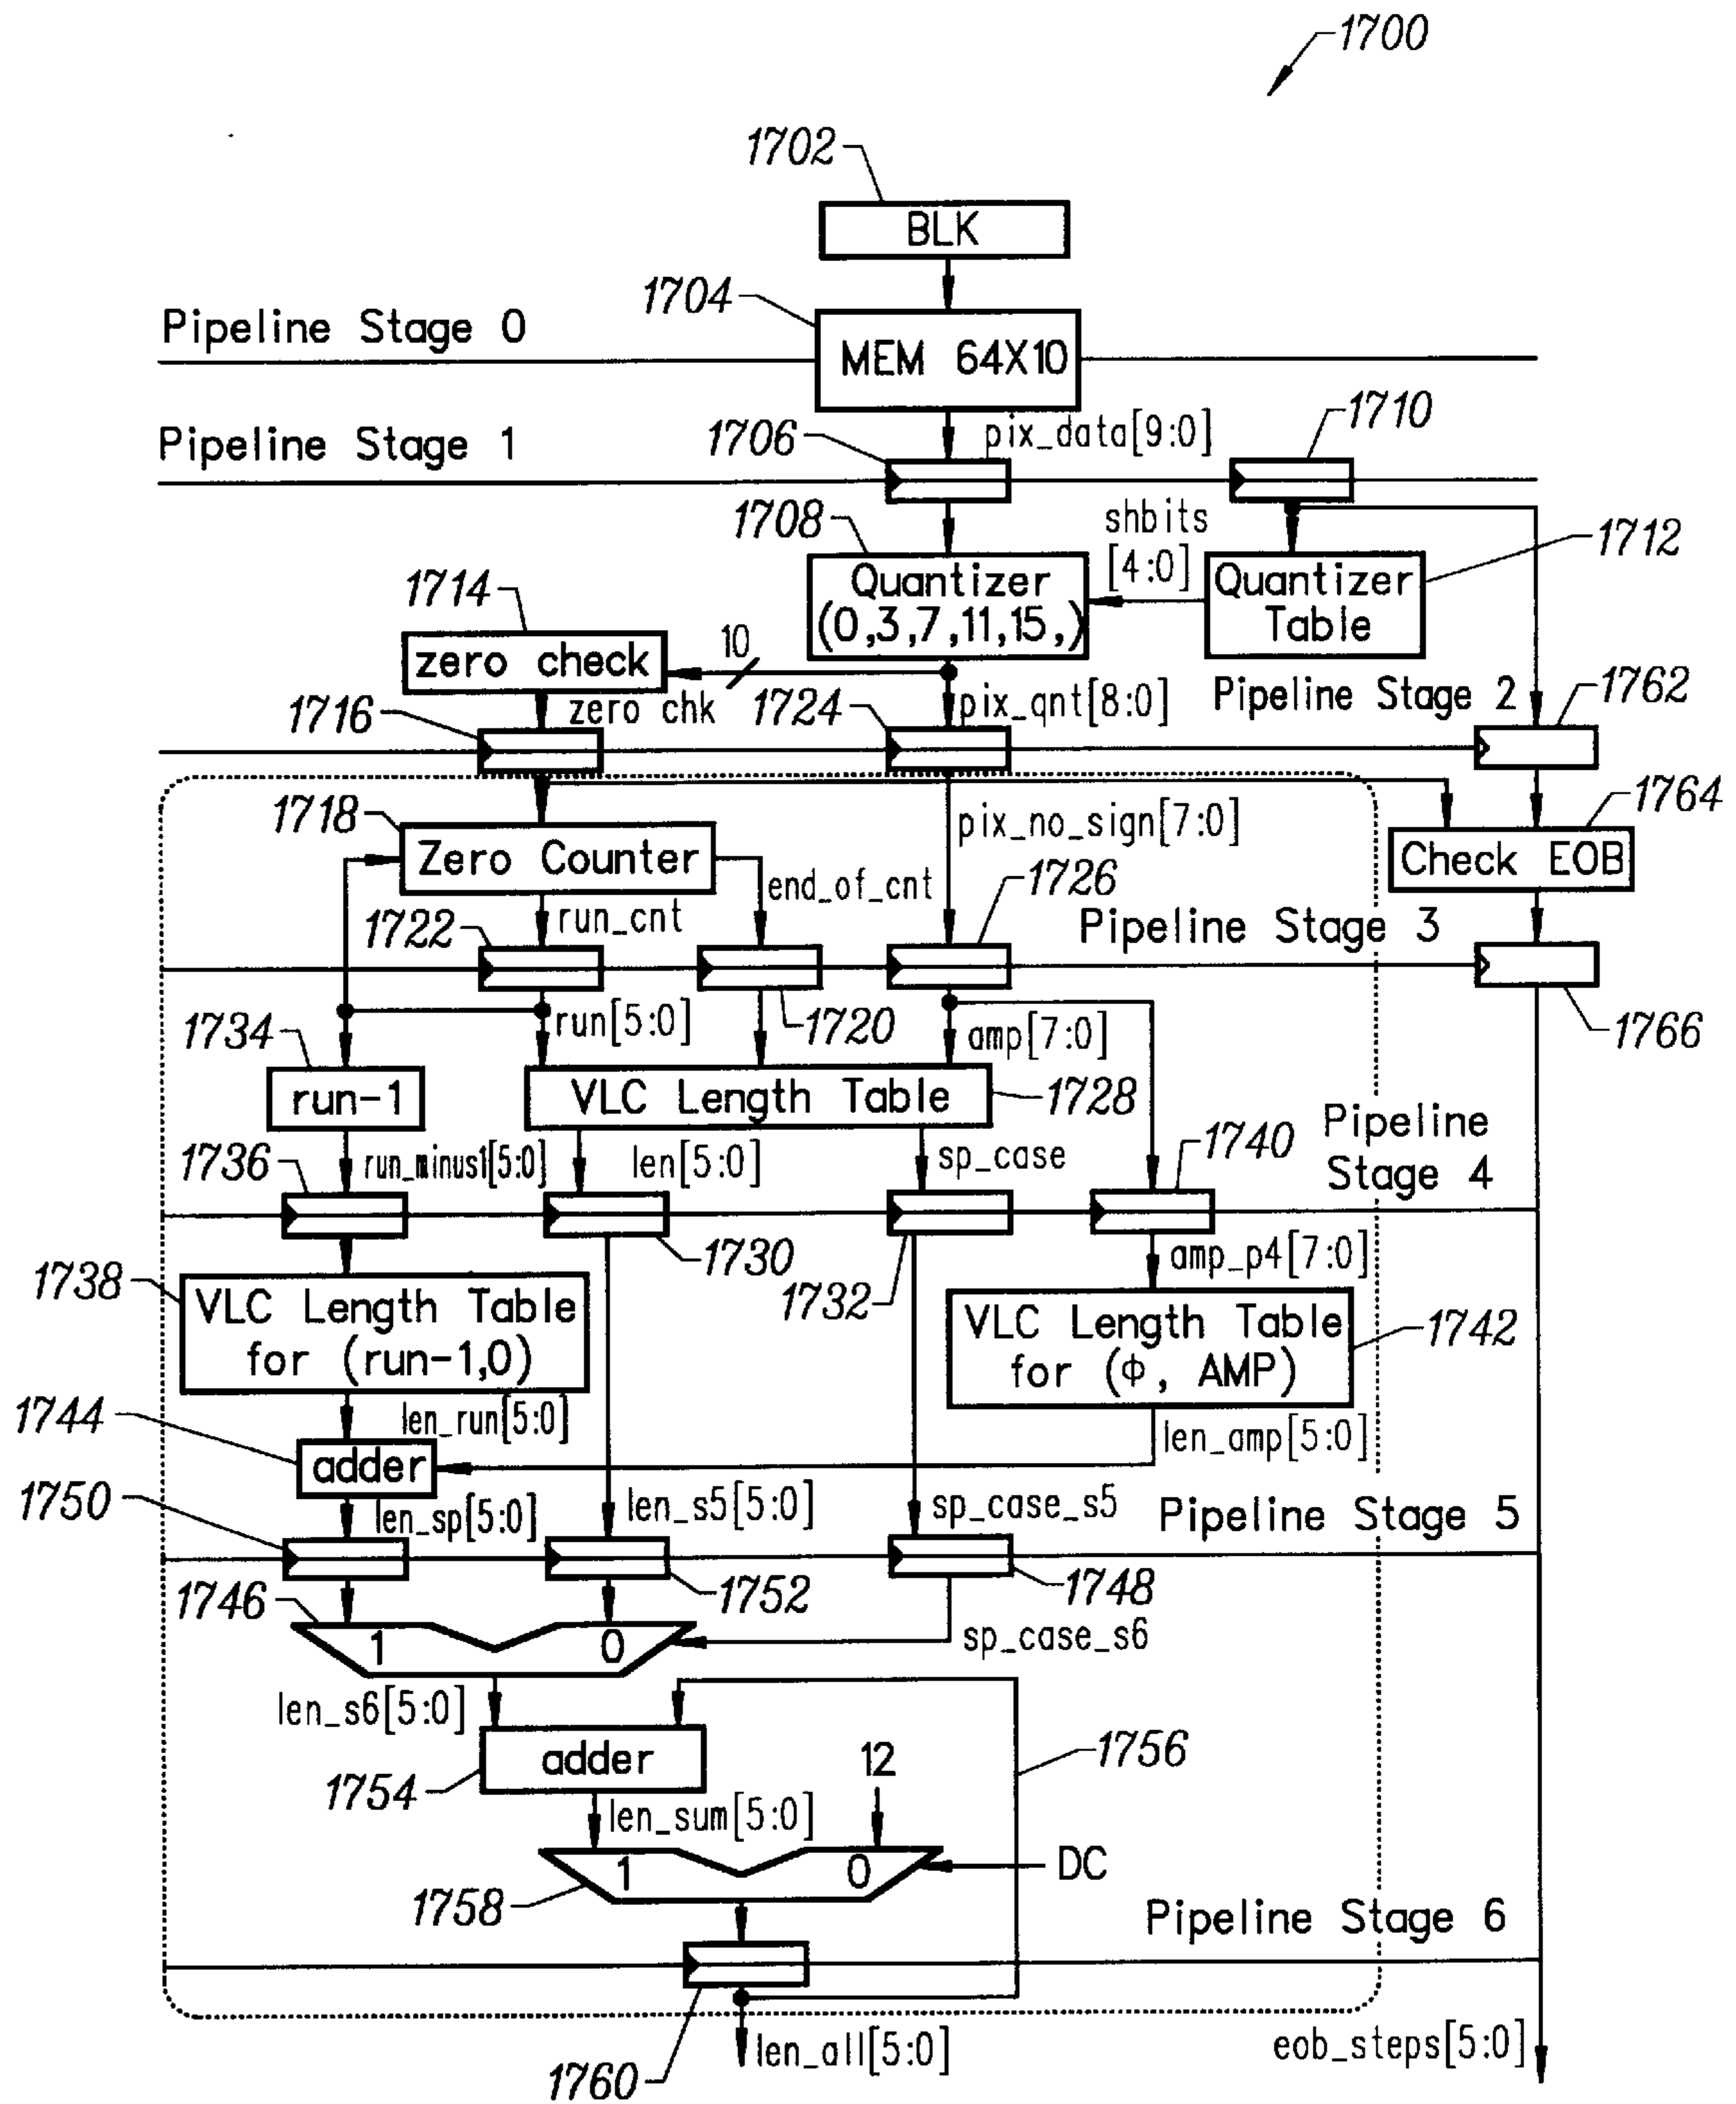 1700
1702
BLK
1704
Pipeline Stage 0
MEM 64X10
1710
Pipeline Stage 1
1706
pix_data[9:0]
1708
shbits
[4:0]
1712
1714
Quantizer
(0,3,7,11,15,)
Quantizer
Table
zero check
10
1716
zero chk
1724
pix_qnt[8:0]
Pipeline Stage 2
1762
1718
pix_no_sign[7:0]
1764
Zero Counter
Check EOB
end_of_cnt
1726
1722
run_cnt
Pipeline Stage 3
1734
run[5:0]
1720
amp[7:0]
1766
run-1
VLC Length Table
1728
Pipeline
Stage 4
1736
run_minus1[5:0]
len[5:0]
sp_case
1740
1738
1730
1732
amp_p4[7:0]
VLC Length Table
for (run-1,0)
VLC Length Table
for (ϕ, AMP)
1742
1744
len_run[5:0]
len_amp[5:0]
adder
1750
len_sp[5:0]
len_s5[5:0]
sp_case_s5
Pipeline Stage 5
1746
1752
1748
1 0
sp_case_s6
len_s6[5:0]
adder
12
1756
1754
len_sum[5:0]
1 0
DC
1758
Pipeline Stage 6
1760
len_all[5:0]
eob_steps[5:0]